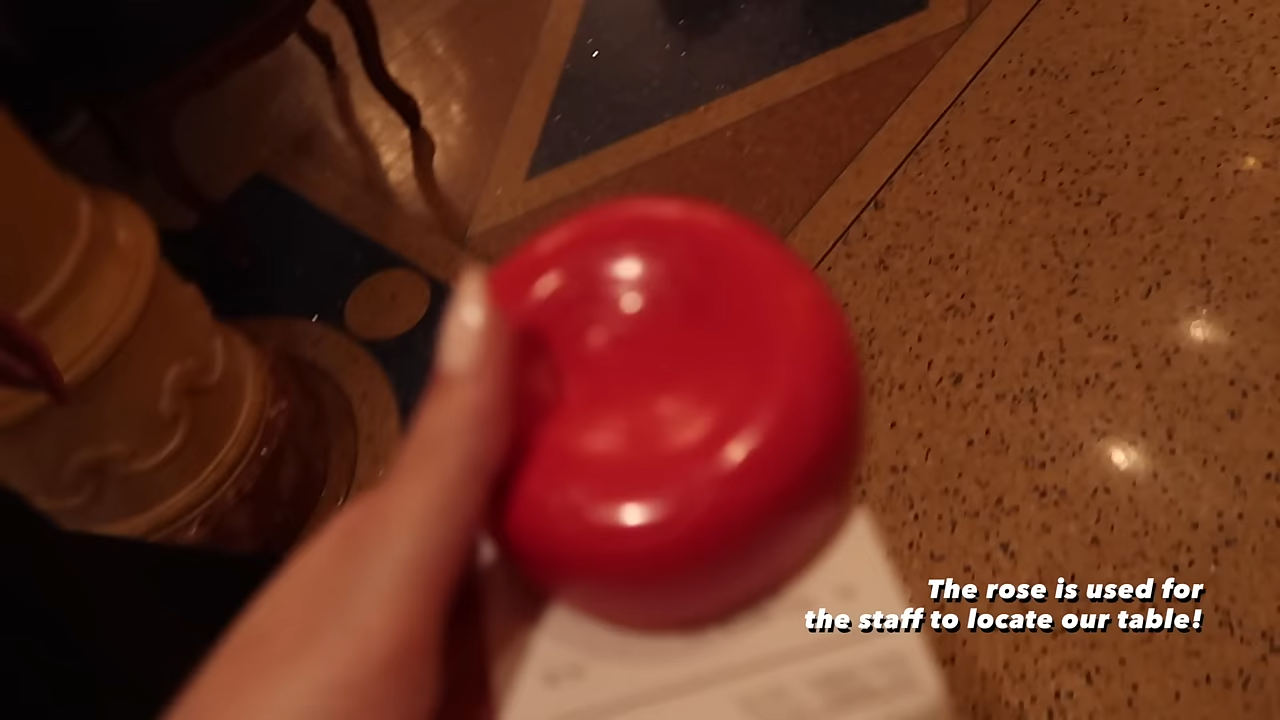 The rose is used for
the staff to locate our table!